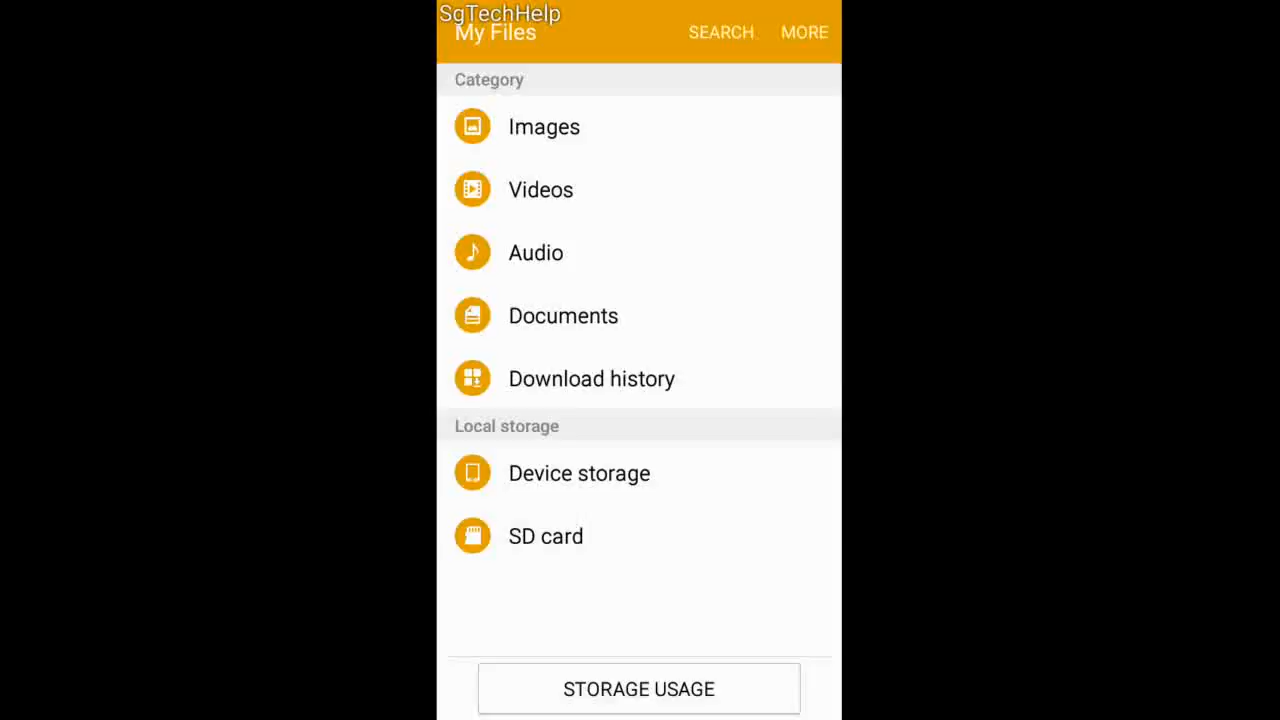 SgTechHelp
My Files SEARCH MORE
Category
Images
Videos
Audio
Documents
Download history
Local storage
Device storage
SD card
STORAGE USAGE